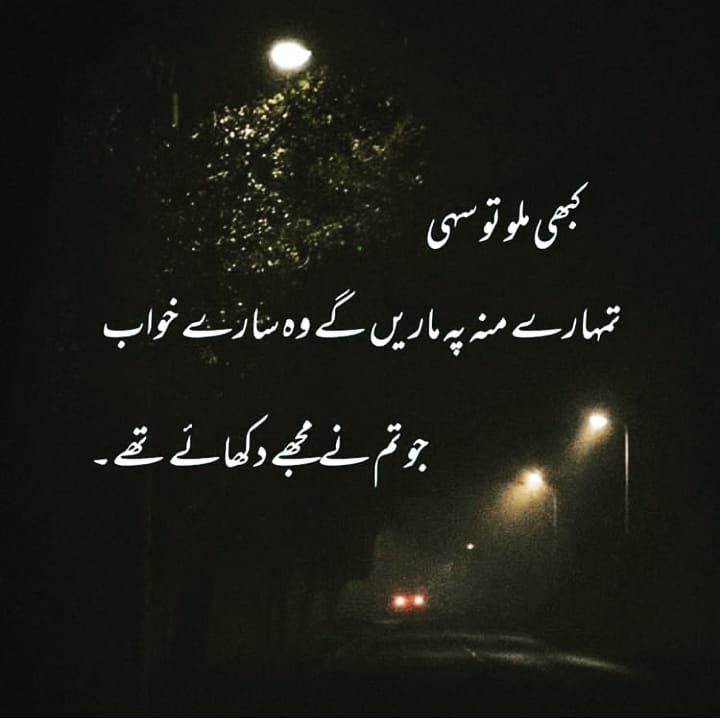 کبھی ملو تو سہی
تمہارے منہ پہ ماریں گے وہ سارے خواب
جو تم نے مجھے دکھائے تھے۔